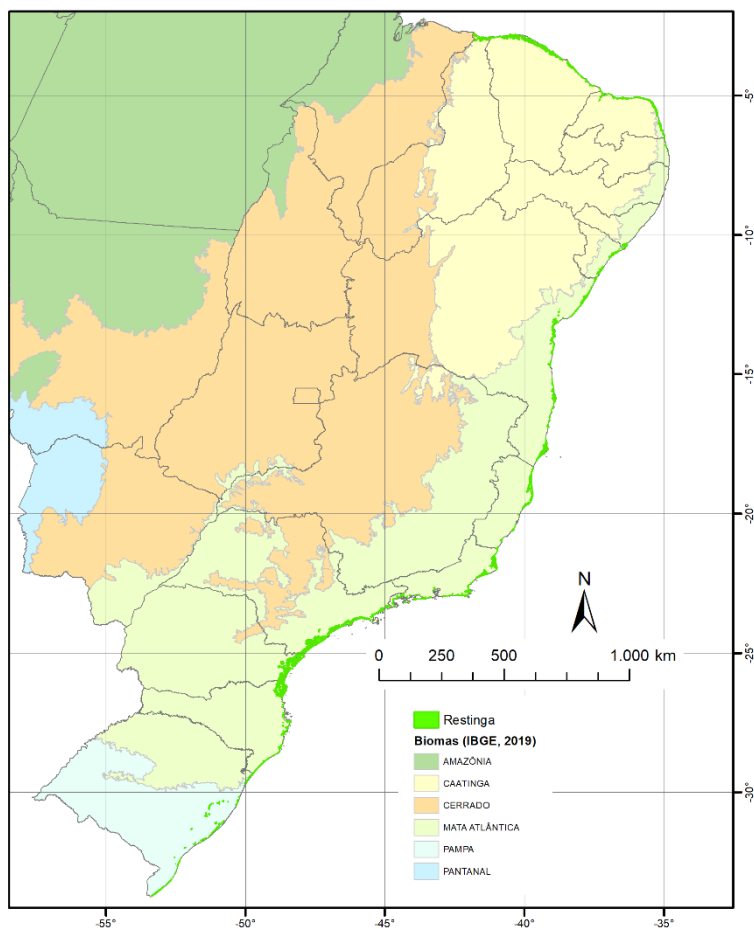 -5°
-10°
-15°
-20°
N
0 250 500 1.000 km
-25°
Restinga
Biomas (IBGE, 2019)
AMAZÔNIA
-30°
CAATINGA
CERRADO
MATA ATLÂNTICA
PAMPA
PANTANAL
-55° -50° -45° -40° -35°